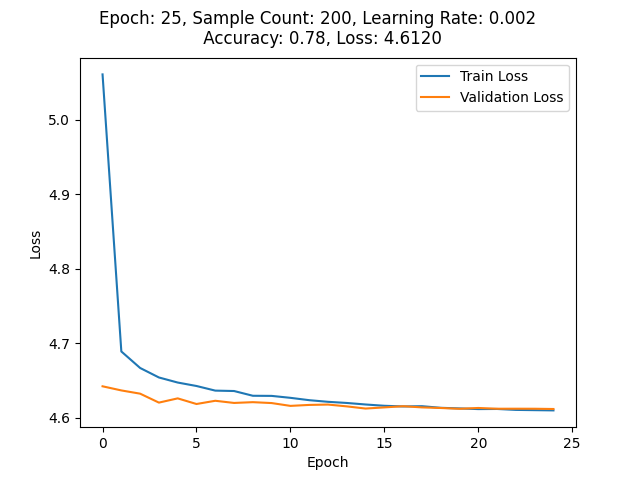 Epoch: 25, Sample Count: 200, Learning Rate: 0.002
Accuracy: 0.78, Loss: 4.6120
Train Loss
Validation Loss
5.0
4.9
4.8
4.7
4.6
Loss
0 5 10 15 20 25
Epoch